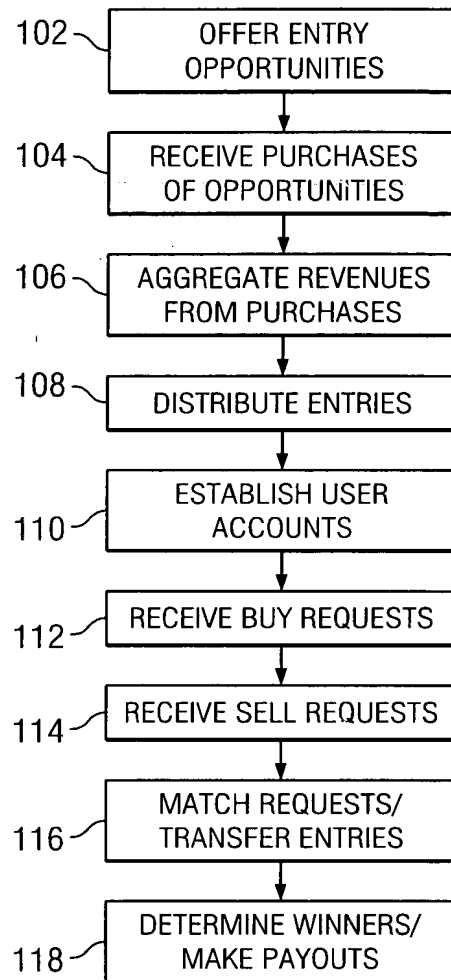 102
OFFER ENTRY
OPPORTUNITIES
104
RECEIVE PURCHASES
OF OPPORTUNITIES
106
AGGREGATE REVENUES
FROM PURCHASES
108
DISTRIBUTE ENTRIES
110
ESTABLISH USER
ACCOUNTS
112
RECEIVE BUY REQUESTS
114
RECEIVE SELL REQUESTS
116
MATCH REQUESTS/
TRANSFER ENTRIES
118
DETERMINE WINNERS/
MAKE PAYOUTS